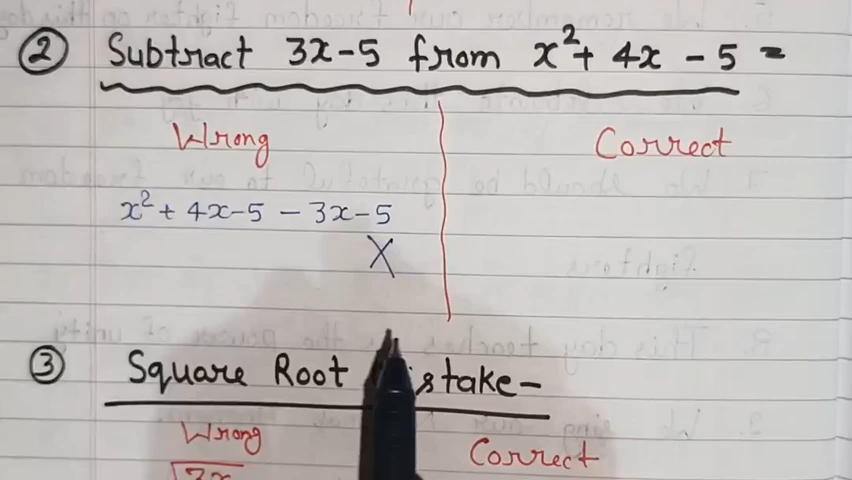 ② Subtract 3x-5 from x²+ 4x - 5 =
Wrong
Correct
x² + 4x-5 - 3x-5
X
③ Square Root stake-
Wrong
Correct